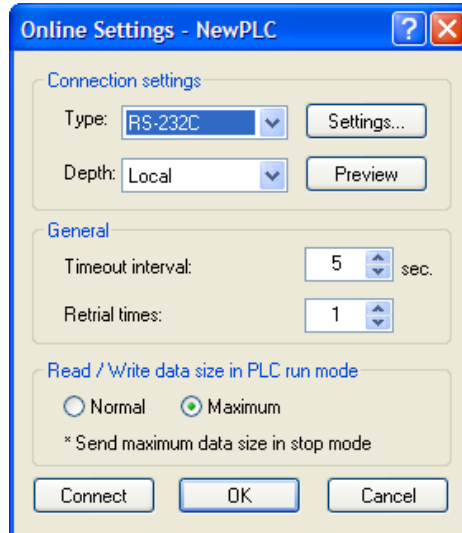 Online Settings - NewPLC
Connection settings
Type: RS-232C Settings...
Depth: Local Preview
General
Timeout interval: 5 sec.
Retrial times: 1
Read / Write data size in PLC run mode
Normal Maximum
* Send maximum data size in stop mode
Connect OK Cancel